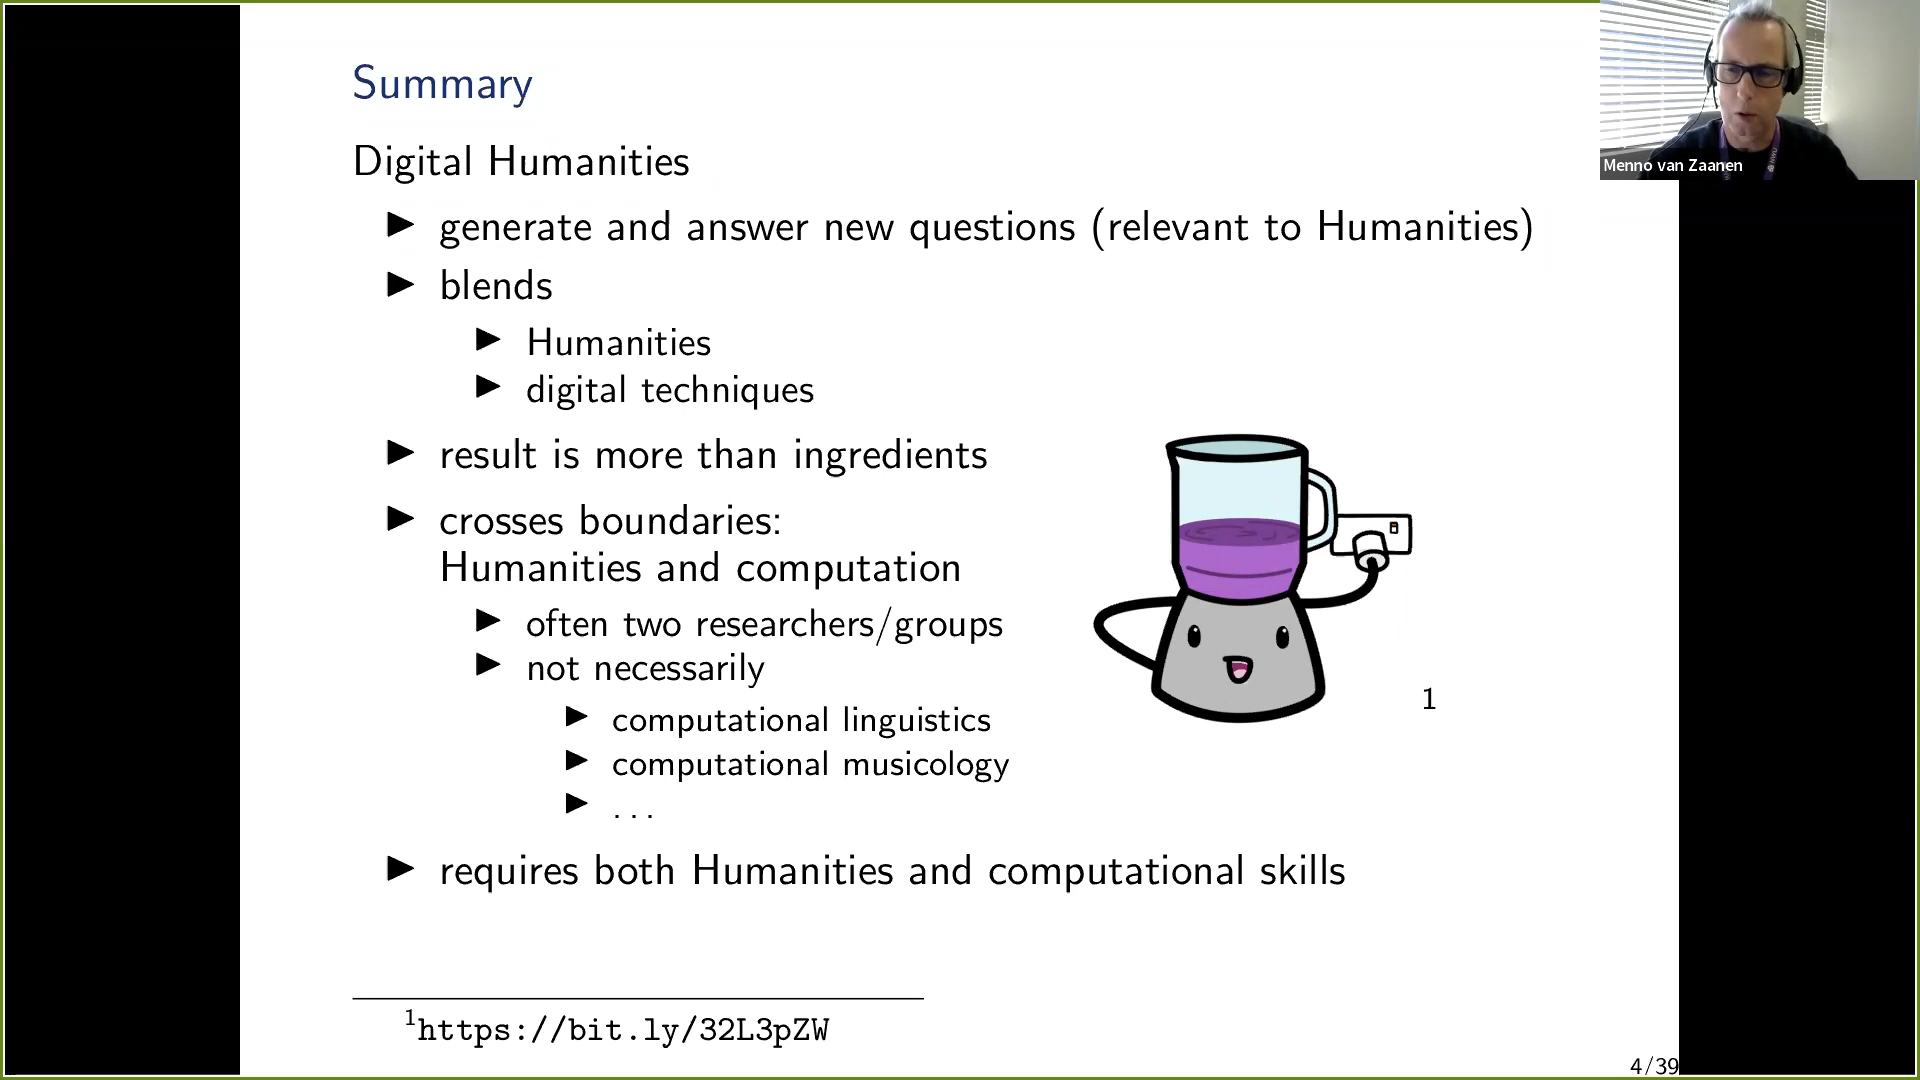 Summary
Digital Humanities
▶ generate and answer new questions (relevant to Humanities)
▶ blends
▶ Humanities
▶ digital techniques
▶ result is more than ingredients
▶ crosses boundaries:
Humanities and computation
▶ often two researchers/groups
▶ not necessarily
▶ computational linguistics
▶ computational musicology
▶ ...
▶ requires both Humanities and computational skills
1
1https://bit.ly/32L3pZW
4/39
Menno van Zaanen
NWU